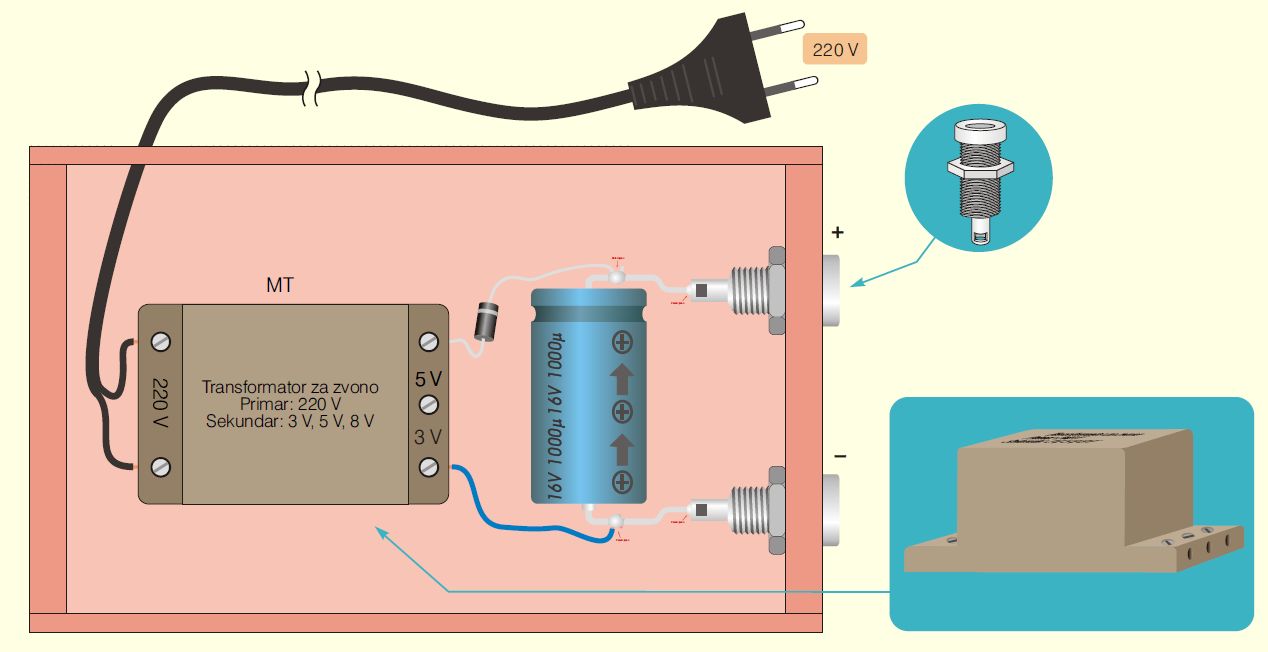 220 V
+
MT
220 V
Transformator za zvono
Primar: 220 V
Sekundar: 3 V, 5 V, 8 V
5 V
3 V
16V 1000µ 16V 1000µ
−